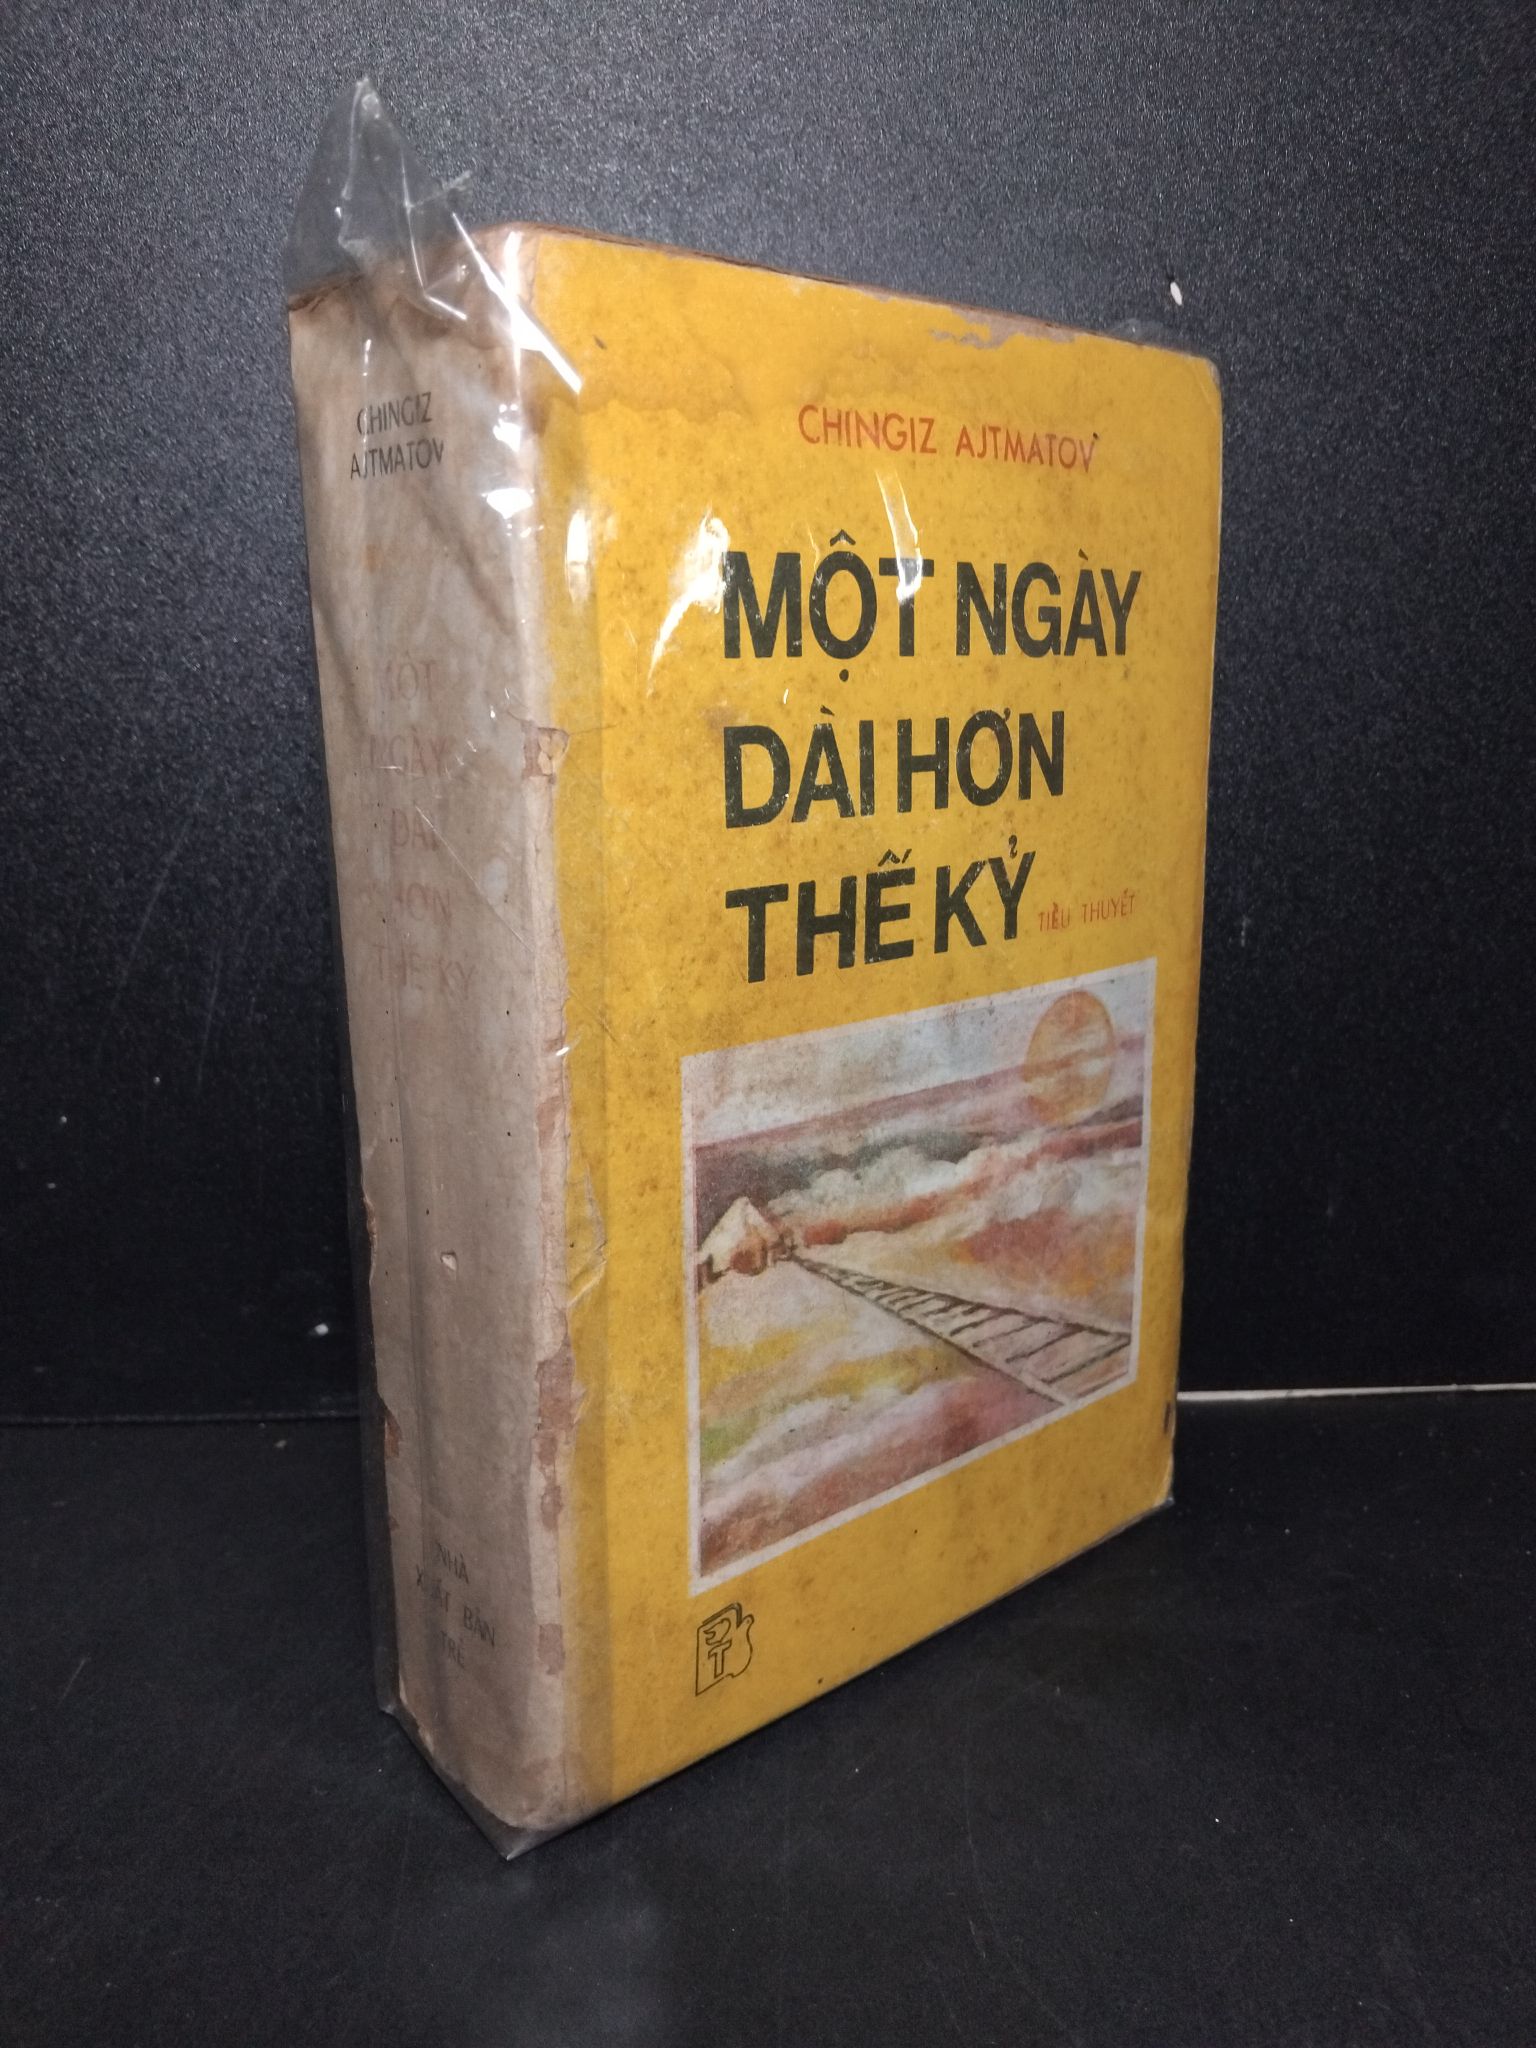 CHINGIZ
AJTMATOV
MỘT
NGÀY
DÀI
HƠN
THẾ KỶ
NHÀ
XUẤT BẢN
TRẺ
CHINGIZ AJTMATOV
MỘT NGÀY
DÀI HƠN
THẾ KỶ
TIỂU THUYẾT